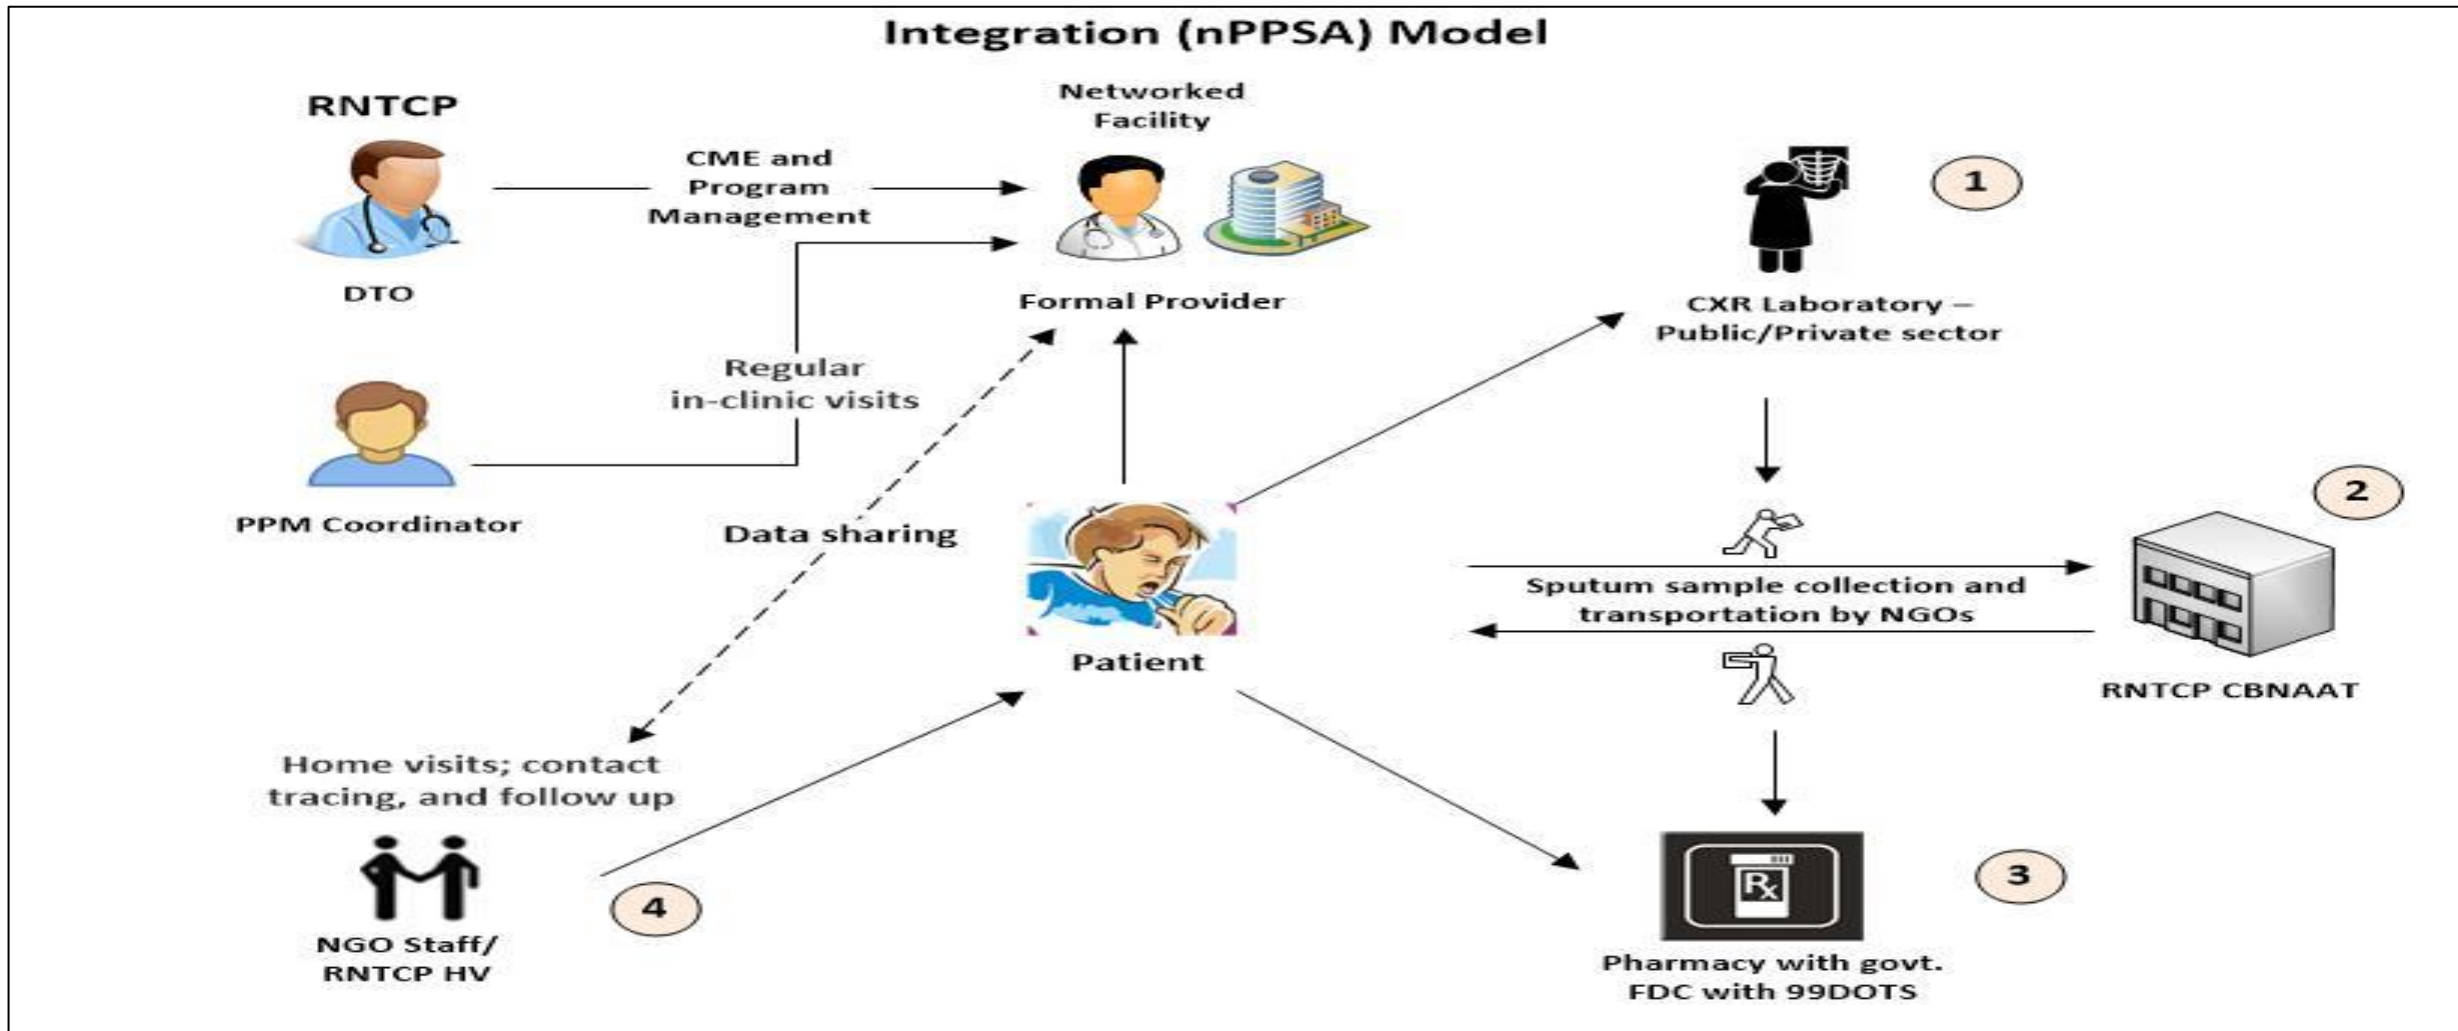 Integration (nPPSA) Model
RNTCP
DTO
CME and
Program
Management
Networked
Facility
Formal Provider
1
CXR Laboratory –
Public/Private sector
Regular
in-clinic visits
PPM Coordinator
Data sharing
Patient
2
Sputum sample collection and
transportation by NGOs
RNTCP CBNAAT
Home visits; contact
tracing, and follow up
4
NGO Staff/
RNTCP HV
Rx
3
Pharmacy with govt.
FDC with 99DOTS